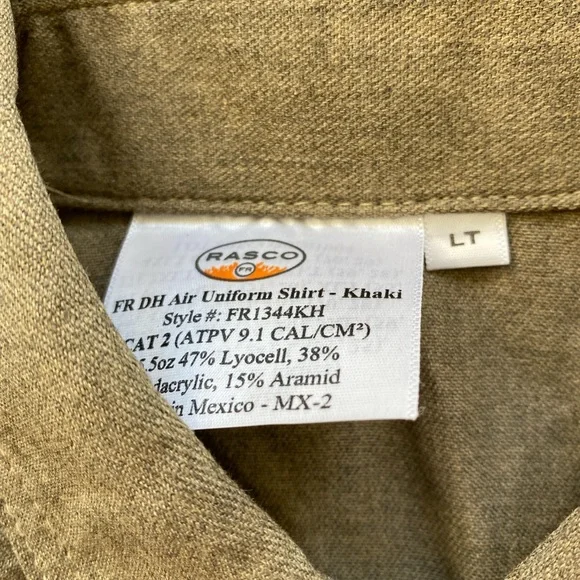 RASCO
FR
LT
FR DH Air Uniform Shirt - Khaki
Style #: FR1344KH
CAT 2 (ATPV 9.1 CAL/CM²)
.5oz 47% Lyocell, 38%
dacrylic, 15% Aramid
in Mexico - MX-2